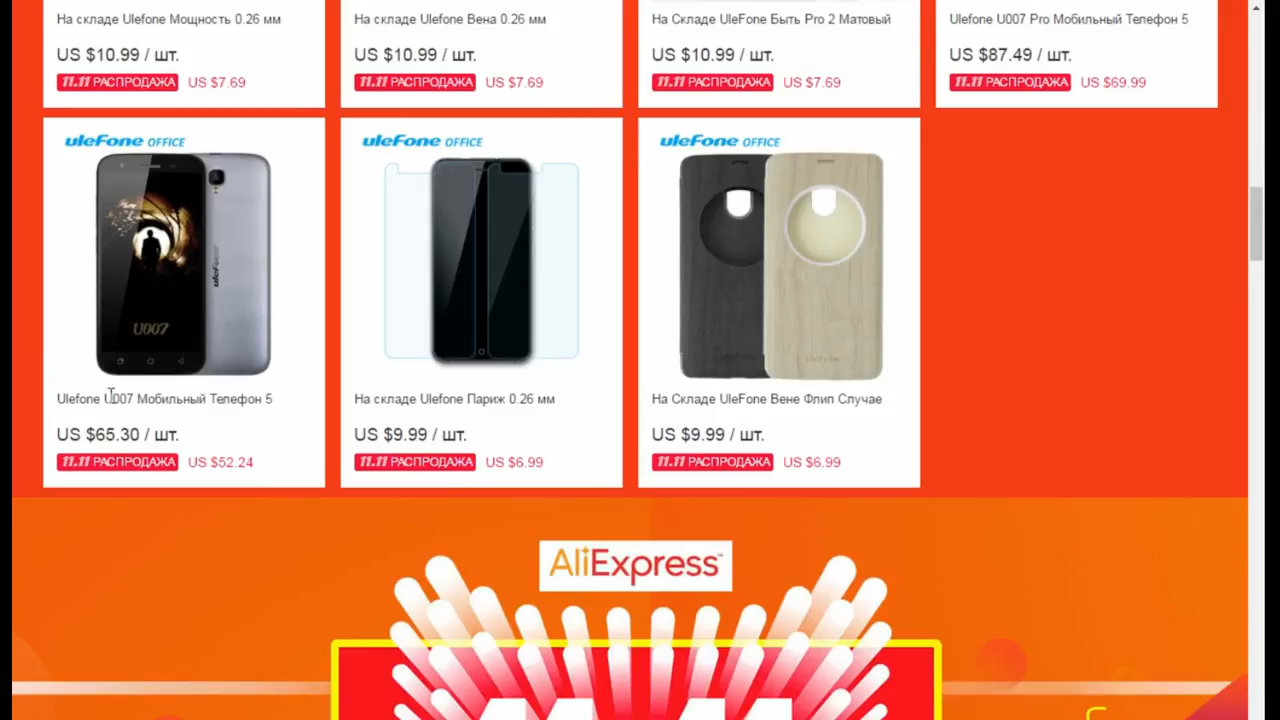 На складе Ulefone Мощность 0.26 мм
US $10.99 / шт.
11.11 РАСПРОДАЖА US $7.69
На складе Ulefone Вена 0.26 мм
US $10.99 / шт.
11.11 РАСПРОДАЖА US $7.69
На Складе UleFone Быть Pro 2 Матовый
US $10.99 / шт.
11.11 РАСПРОДАЖА US $7.69
Ulefone U007 Pro Мобильный Телефон 5
US $87.49 / шт.
11.11 РАСПРОДАЖА US $69.99
uleFone OFFICE
uleFone
U007
Ulefone U007 Мобильный Телефон 5
US $65.30 / шт.
11.11 РАСПРОДАЖА US $52.24
uleFone OFFICE
На складе Ulefone Париж 0.26 мм
US $9.99 / шт.
11.11 РАСПРОДАЖА US $6.99
uleFone OFFICE
На Складе UleFone Вене Флип Случае
US $9.99 / шт.
11.11 РАСПРОДАЖА US $6.99
AliExpress™